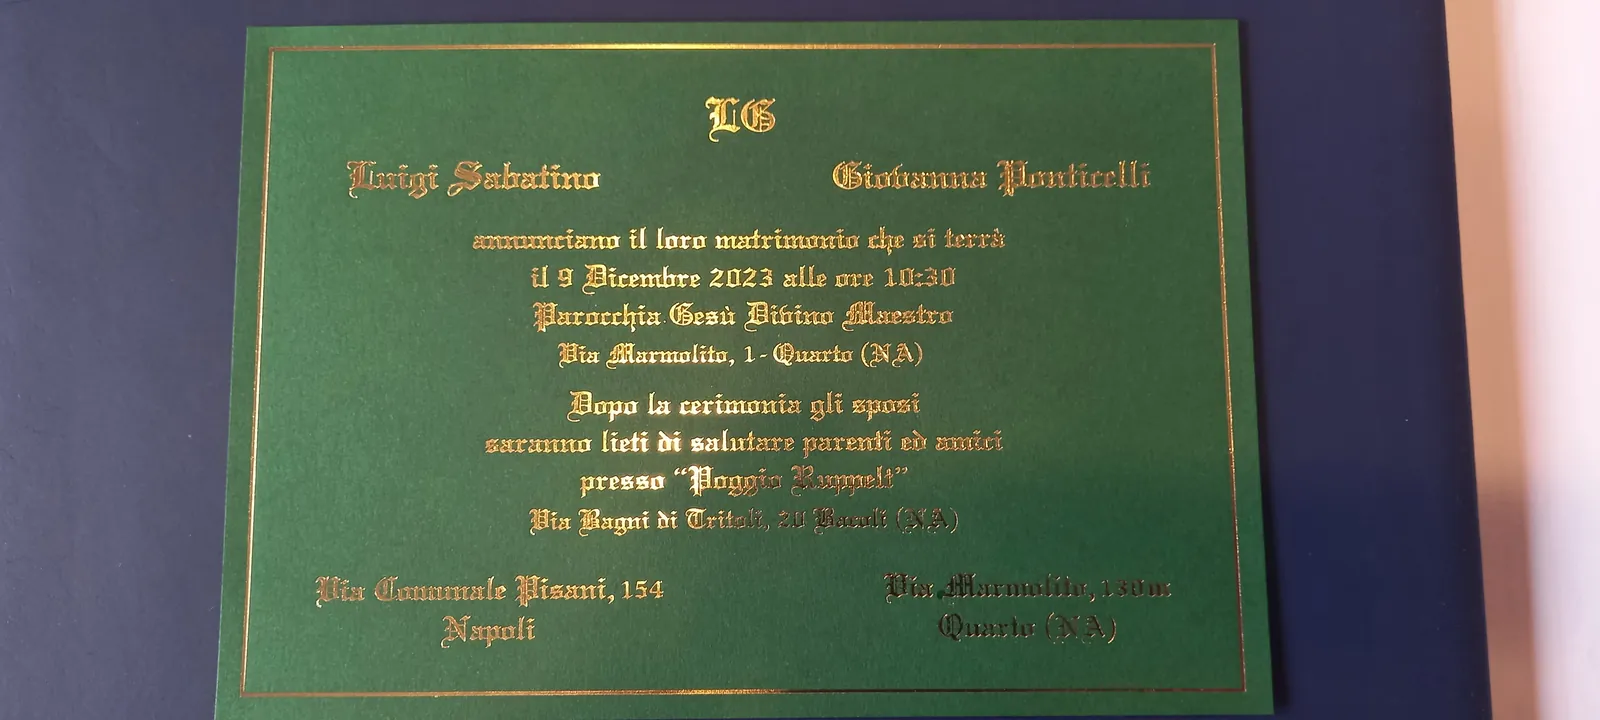 LG
Luigi Sabatino
Giovanna Ponticelli
annunciano il loro matrimonio che si terrà
il 9 Dicembre 2023 alle ore 10:30
Parocchia Gesù Divino Maestro
Via Marmolito, 1 - Quarto (NA)
Dopo la cerimonia gli sposi
saranno lieti di salutare parenti ed amici
presso “Poggio Ruppelt”
Via Bagni di Tritoli, 20 Bacoli (NA)
Via Comunale Pisani, 154
Napoli
Via Marmolito,
Quarto (NA)